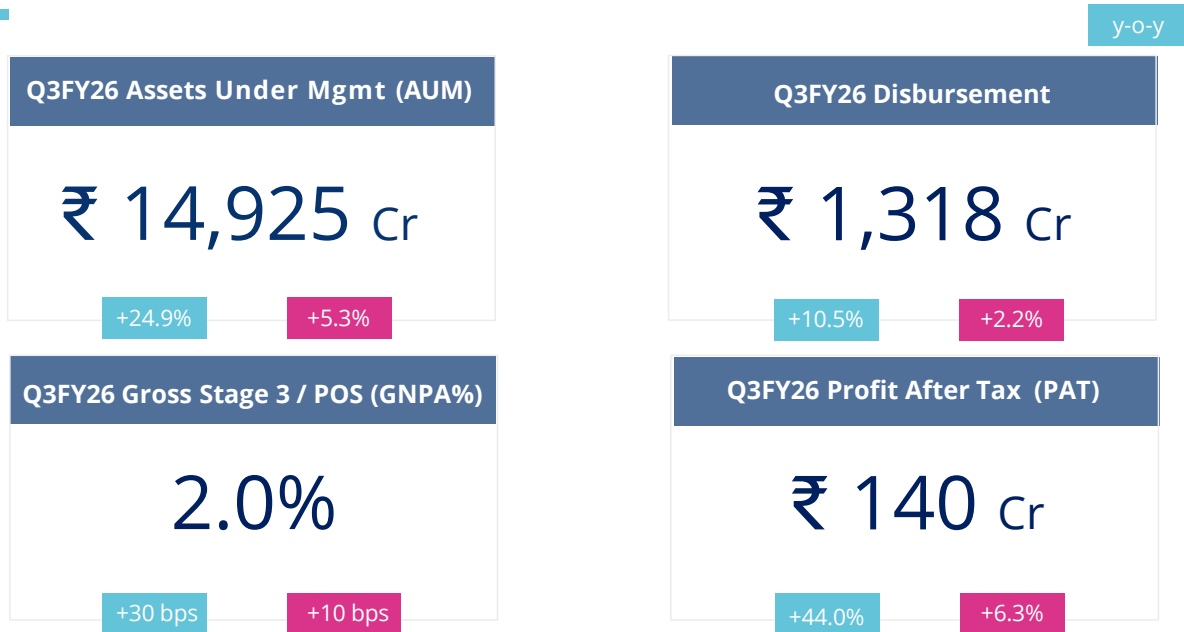 y-o-y
Q3FY26 Assets Under Mgmt (AUM)
₹ 14,925 Cr
+24.9% +5.3%
Q3FY26 Disbursement
₹ 1,318 Cr
+10.5% +2.2%
Q3FY26 Gross Stage 3 / POS (GNPA%)
2.0%
+30 bps +10 bps
Q3FY26 Profit After Tax (PAT)
₹ 140 Cr
+44.0% +6.3%